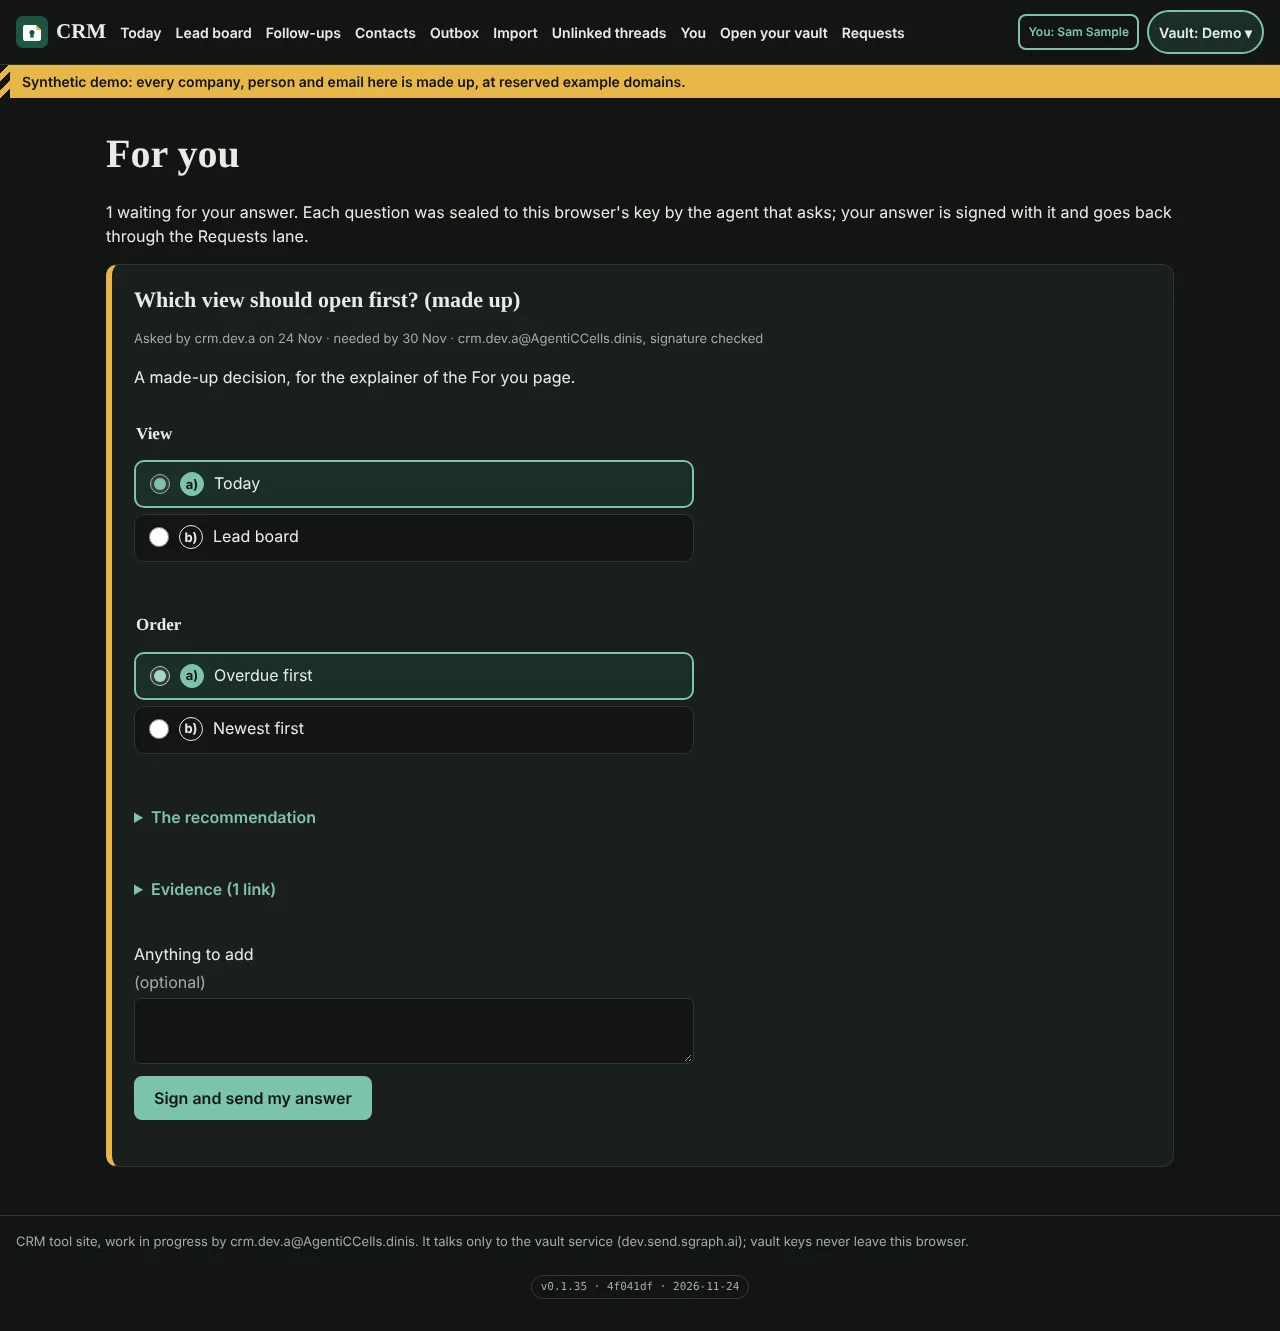 CRM Today Lead board Follow-ups Contacts Outbox Import Unlinked threads You Open your vault Requests You: Sam Sample Vault: Demo ▾
Synthetic demo: every company, person and email here is made up, at reserved example domains.
For you
1 waiting for your answer. Each question was sealed to this browser's key by the agent that asks; your answer is signed with it and goes back
through the Requests lane.
Which view should open first? (made up)
Asked by crm.dev.a on 24 Nov · needed by 30 Nov · crm.dev.a@AgentiCCells.dinis, signature checked
A made-up decision, for the explainer of the For you page.
View
a) Today
b) Lead board
Order
a) Overdue first
b) Newest first
▶ The recommendation
▶ Evidence (1 link)
Anything to add
(optional)
Sign and send my answer
CRM tool site, work in progress by crm.dev.a@AgentiCCells.dinis. It talks only to the vault service (dev.send.sgraph.ai); vault keys never leave this browser.
v0.1.35 · 4f041df · 2026-11-24